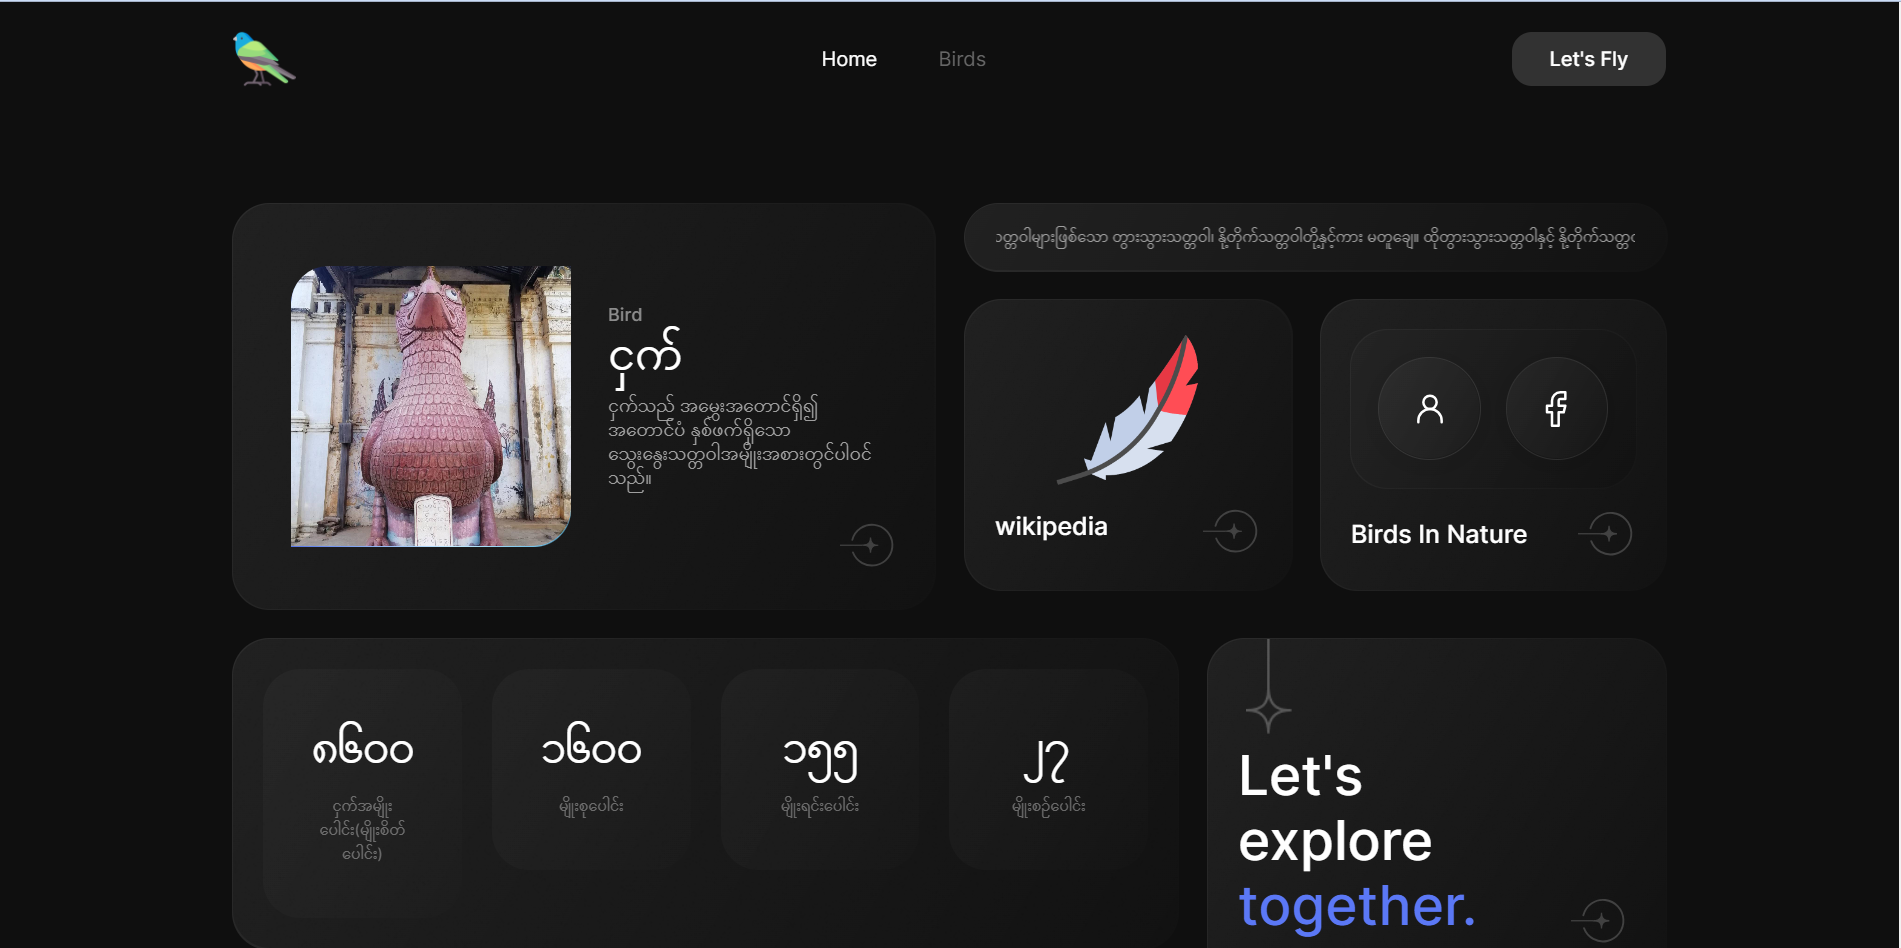 Home
Birds
Let's Fly
Bird
ငှက်
ငှက်သည် အမွှေးအတောင်ရှိ၍
အတောင်ပံ နှစ်ဖက်ရှိသော
သွေးနွေးသတ္တဝါအမျိုးအစားတွင်ပါဝင်
သည်။
သတ္တဝါများဖြစ်သော တွားသွားသတ္တဝါ၊ နို့တိုက်သတ္တဝါတို့နှင့်ကား မတူချေ။ ထိုတွားသွားသတ္တဝါနှင့် နို့တိုက်သတ္တ
wikipedia
Birds In Nature
၈၆၀၀
ငှက်အမျိုး
ပေါင်း(မျိုးစိတ်
ပေါင်း)
၁၆၀၀
မျိုးစုပေါင်း
၁၅၅
မျိုးရင်းပေါင်း
၂၇
မျိုးစဉ်ပေါင်း
Let's
explore
together.